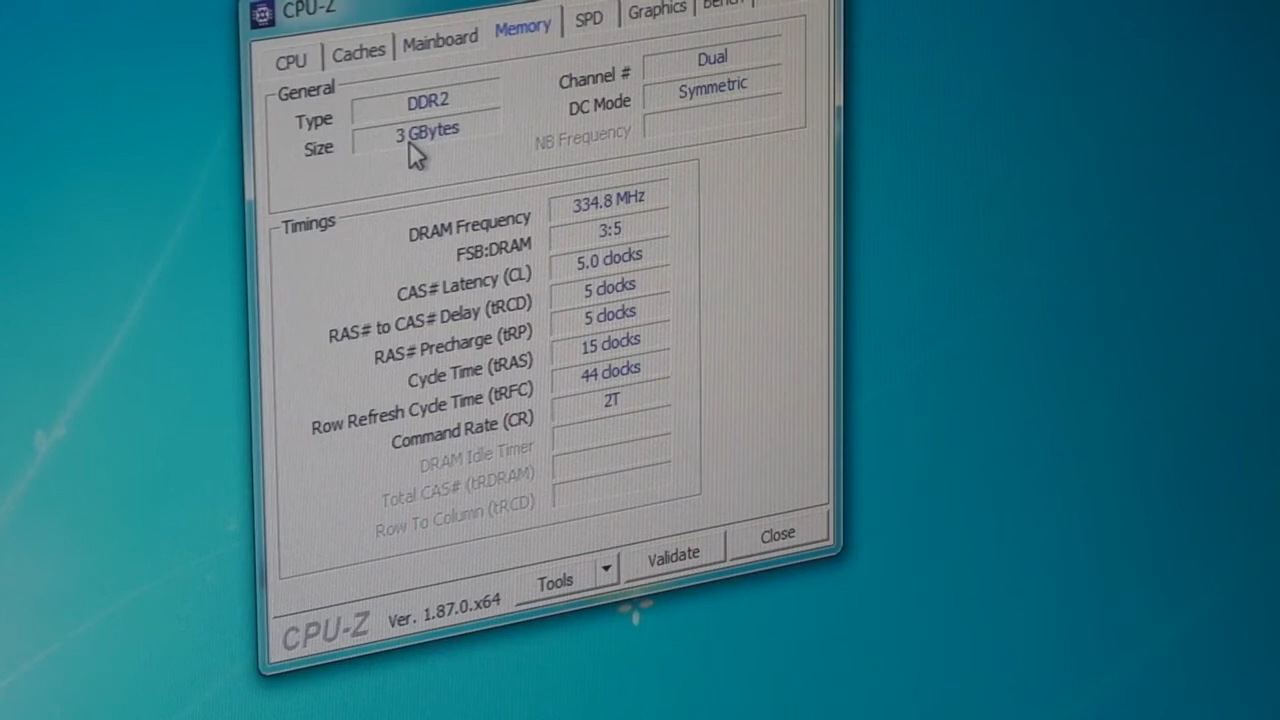 CPU-Z
CPU Caches Mainboard Memory SPD Graphics Bench
General
Type DDR2
Size 3 GBytes
Channel # Dual
DC Mode Symmetric
NB Frequency
Timings
DRAM Frequency 334.8 MHz
FSB:DRAM 3:5
CAS# Latency (CL) 5.0 clocks
RAS# to CAS# Delay (tRCD) 5 clocks
RAS# Precharge (tRP) 5 clocks
Cycle Time (tRAS) 15 clocks
Row Refresh Cycle Time (tRFC) 44 clocks
Command Rate (CR) 2T
DRAM Idle Timer
Total CAS# (tRDRAM)
Row To Column (tRCD)
CPU-Z Ver. 1.87.0.x64 Tools Validate Close